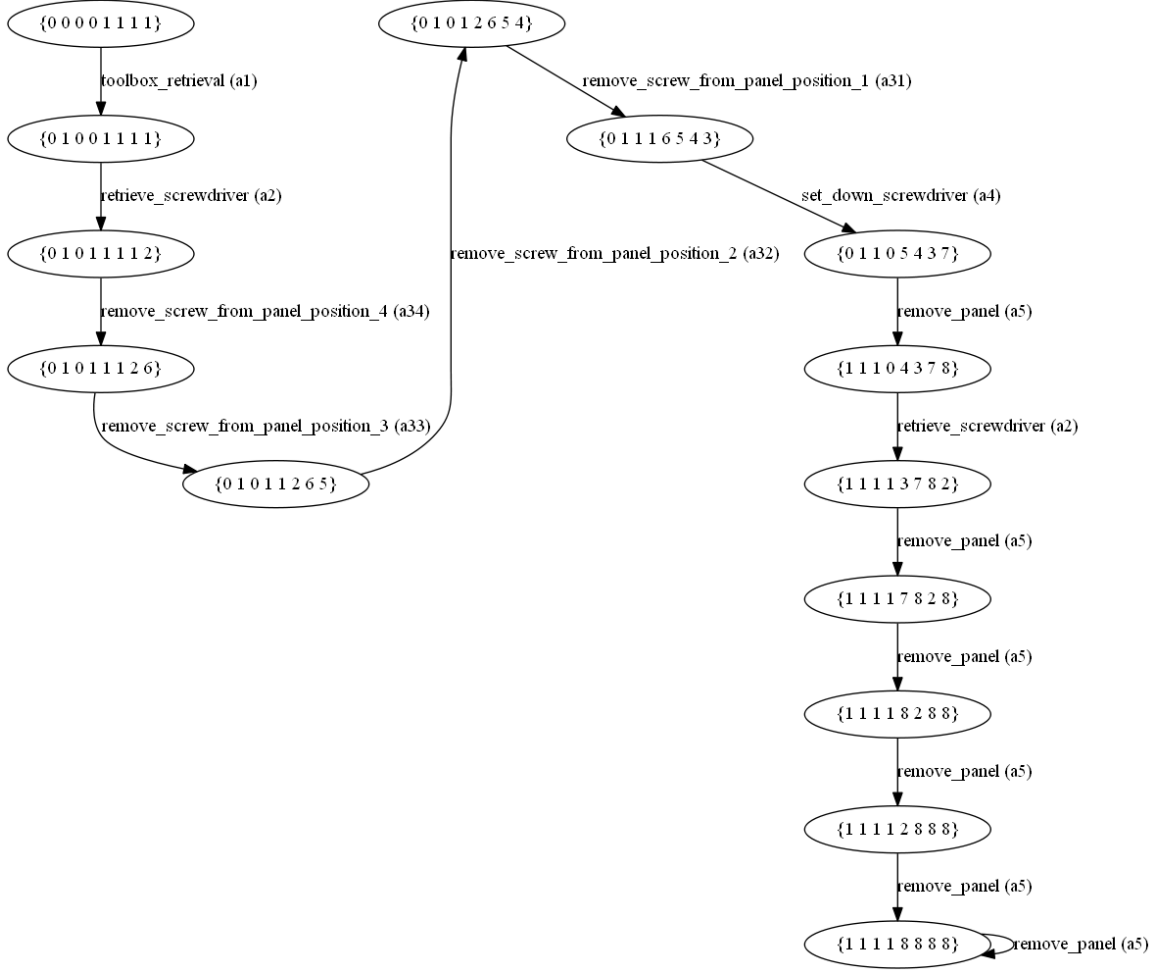 {0 0 0 0 1 1 1 1}
toolbox_retrieval (a1)
{0 1 0 0 1 1 1 1}
retrieve_screwdriver (a2)
{0 1 0 1 1 1 1 2}
remove_screw_from_panel_position_4 (a34)
{0 1 0 1 1 1 2 6}
remove_screw_from_panel_position_3 (a33)
{0 1 0 1 1 2 6 5}
remove_screw_from_panel_position_2 (a32)
{0 1 0 1 2 6 5 4}
remove_screw_from_panel_position_1 (a31)
{0 1 1 1 6 5 4 3}
set_down_screwdriver (a4)
{0 1 1 0 5 4 3 7}
remove_panel (a5)
{1 1 1 0 4 3 7 8}
retrieve_screwdriver (a2)
{1 1 1 1 3 7 8 2}
remove_panel (a5)
{1 1 1 1 7 8 2 8}
remove_panel (a5)
{1 1 1 1 8 2 8 8}
remove_panel (a5)
{1 1 1 1 2 8 8 8}
remove_panel (a5)
{1 1 1 1 8 8 8 8}
remove_panel (a5)